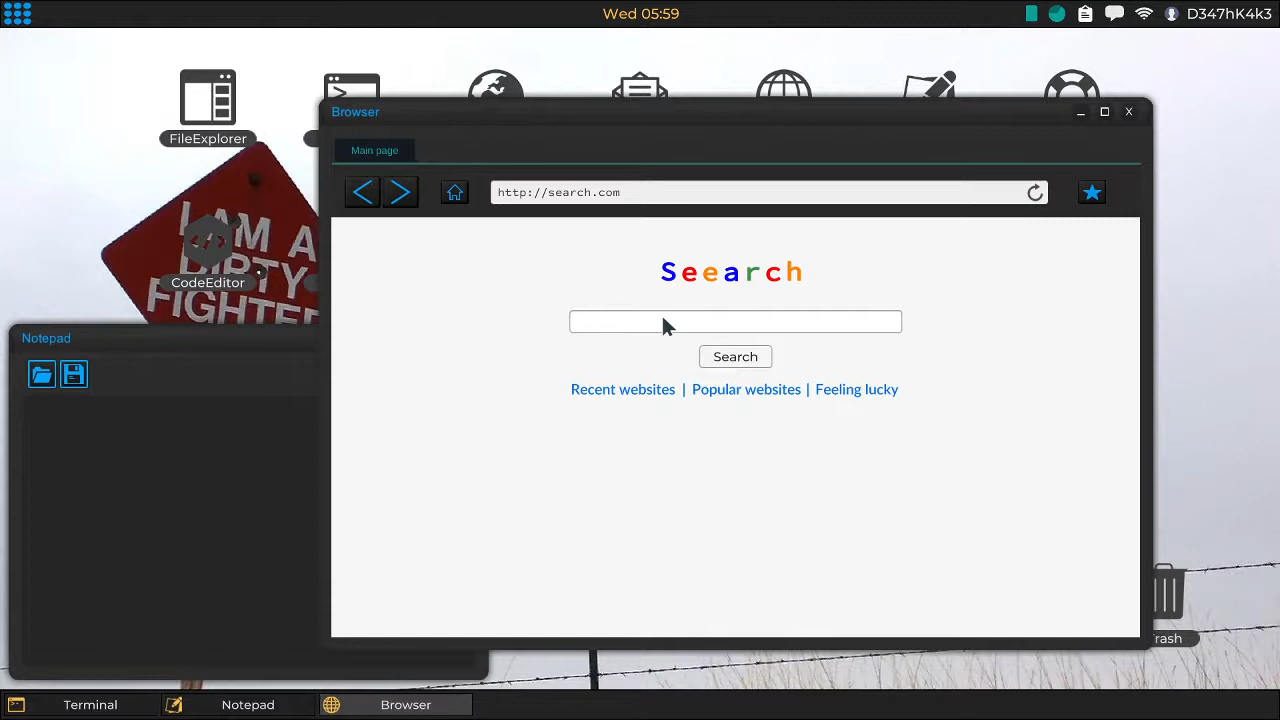 Wed 05:59
D347hK4k3
FileExplorer
Browser
Main page
http://search.com
I AM A
DIRTY
FIGHTER
CodeEditor
Seearch
Search
Recent websites | Popular websites | Feeling lucky
Notepad
Trash
Terminal
Notepad
Browser